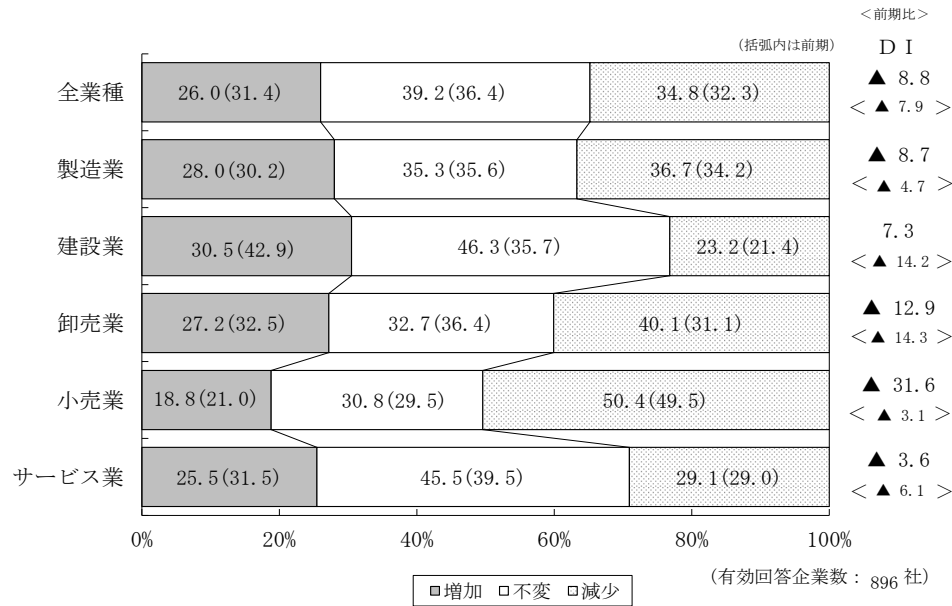 ＜前期比＞
(括弧内は前期) ＤＩ
全業種 26.0(31.4) 39.2(36.4) 34.8(32.3) ▲ 8.8
＜ ▲ 7.9 ＞
製造業 28.0(30.2) 35.3(35.6) 36.7(34.2) ▲ 8.7
＜ ▲ 4.7 ＞
建設業 30.5(42.9) 46.3(35.7) 23.2(21.4) 7.3
＜ ▲ 14.2 ＞
卸売業 27.2(32.5) 32.7(36.4) 40.1(31.1) ▲ 12.9
＜ ▲ 14.3 ＞
小売業 18.8(21.0) 30.8(29.5) 50.4(49.5) ▲ 31.6
＜ ▲ 3.1 ＞
サービス業 25.5(31.5) 45.5(39.5) 29.1(29.0) ▲ 3.6
＜ ▲ 6.1 ＞
0% 20% 40% 60% 80% 100%
(有効回答企業数： 896 社)
増加 不変 減少